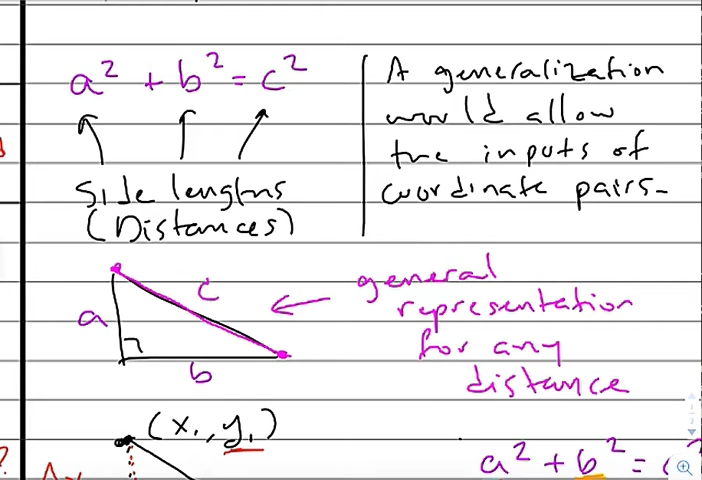 a² + b² = c²
Side lengths
(Distances)
A generalization
would allow
the inputs of
coordinate pairs-
a
c
b
general
representation
for any
distance
(x₁, y₁)
a² + b² =